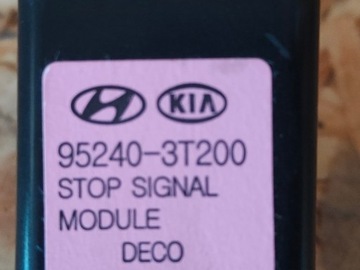 KIA
95240-3T200
STOP SIGNAL
MODULE
DECO